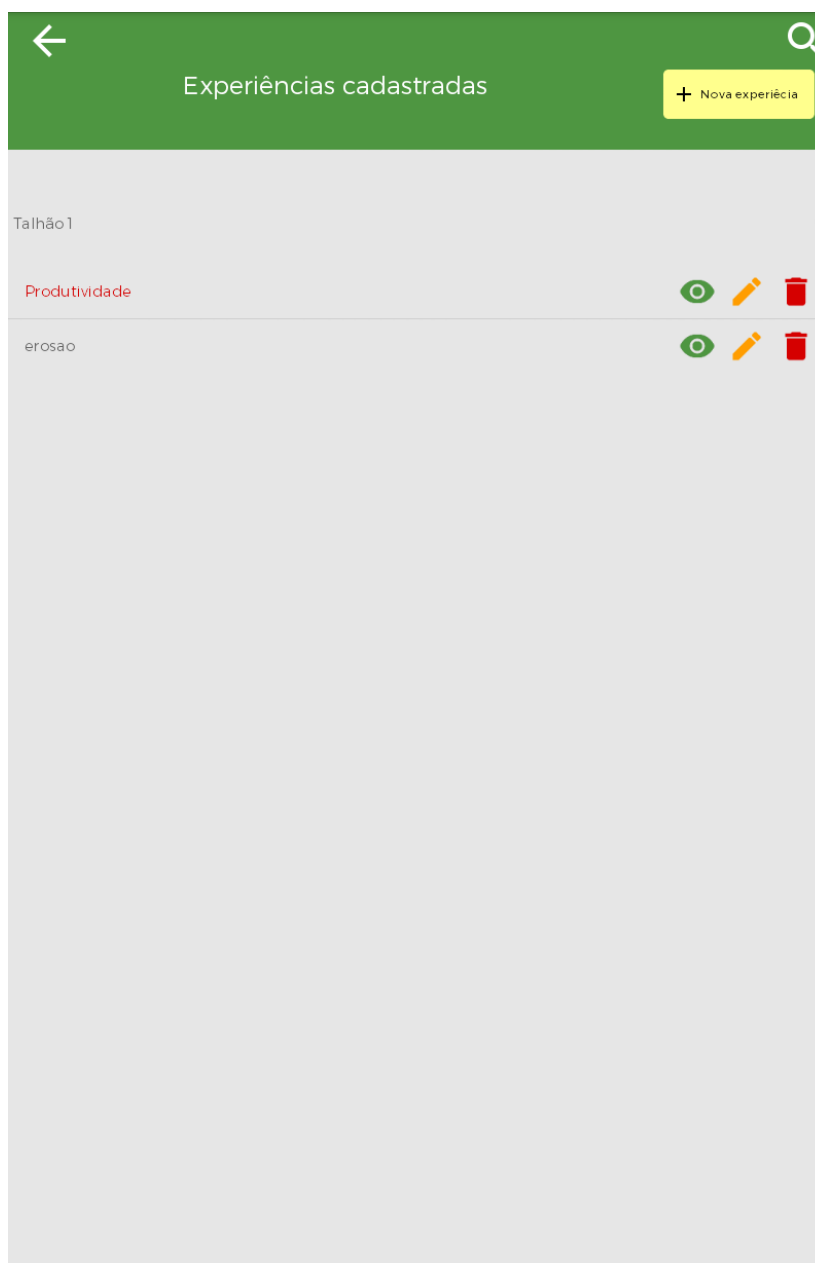 Experiências cadastradas
Nova experiêcia
Talhão 1
Produtividade
erosao